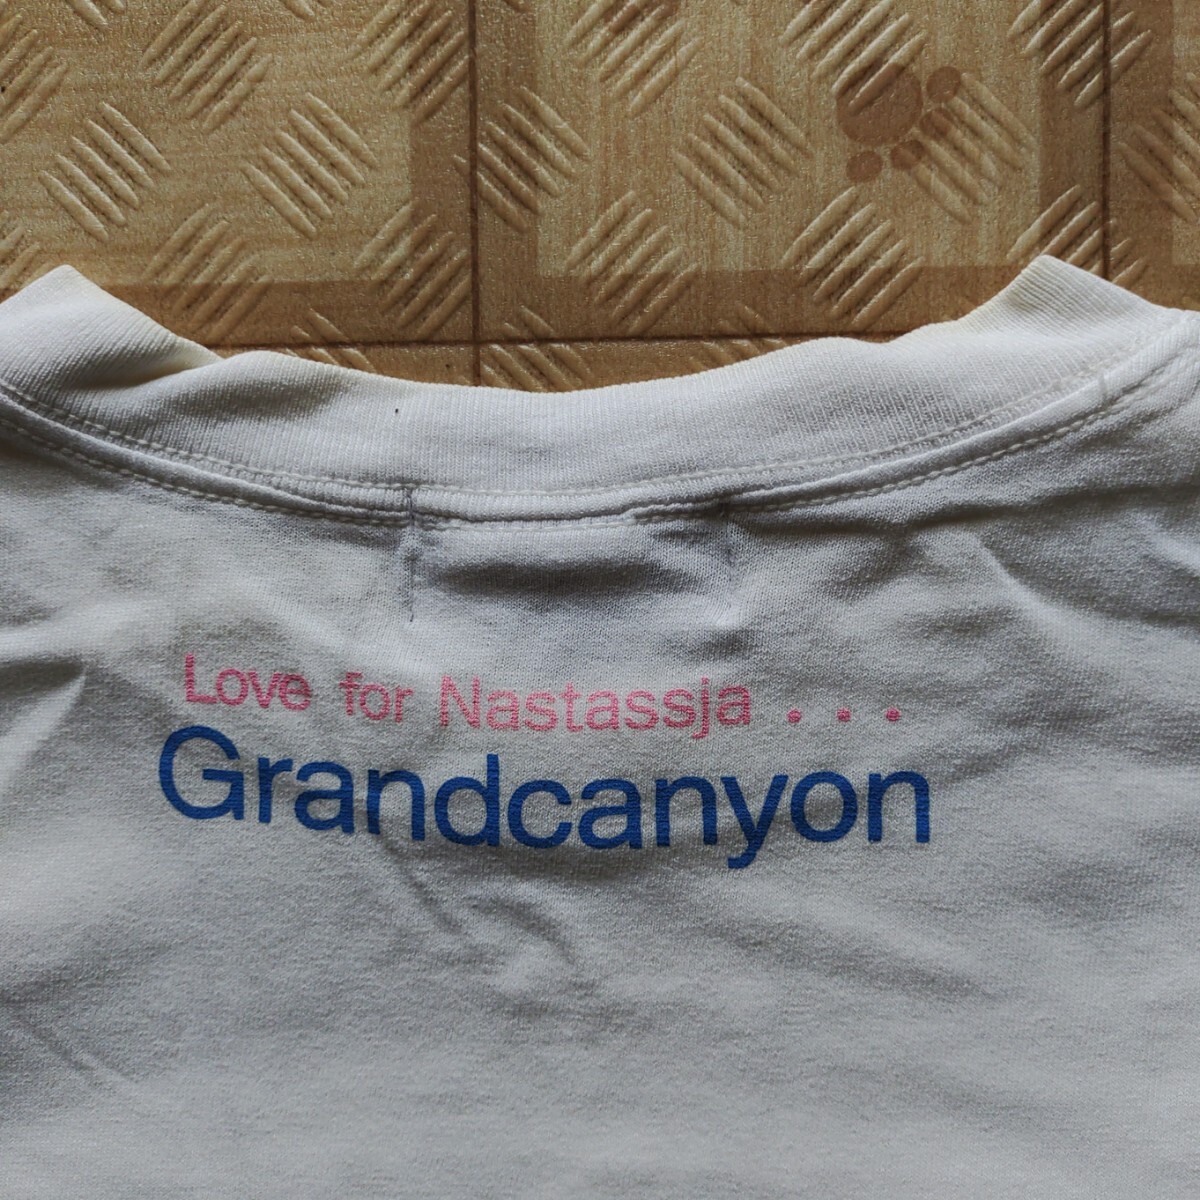 Love for Nastassja . . .
Grandcanyon